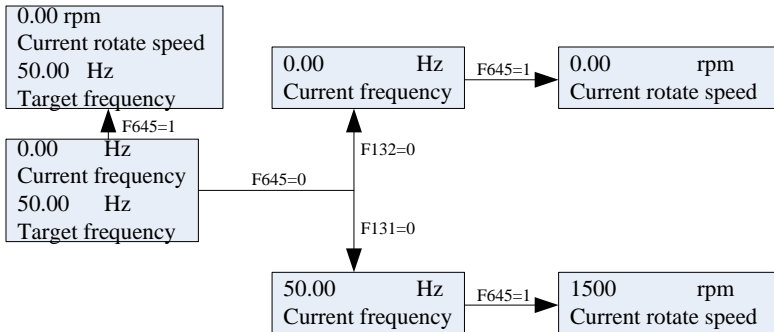 0.00 rpm
Current rotate speed
50.00 Hz
Target frequency
F645=1
0.00 Hz
Current frequency
50.00 Hz
Target frequency
F645=0
0.00 Hz
Current frequency
F645=1
0.00 rpm
Current rotate speed
F132=0
F131=0
50.00 Hz
Current frequency
F645=1
1500 rpm
Current rotate speed